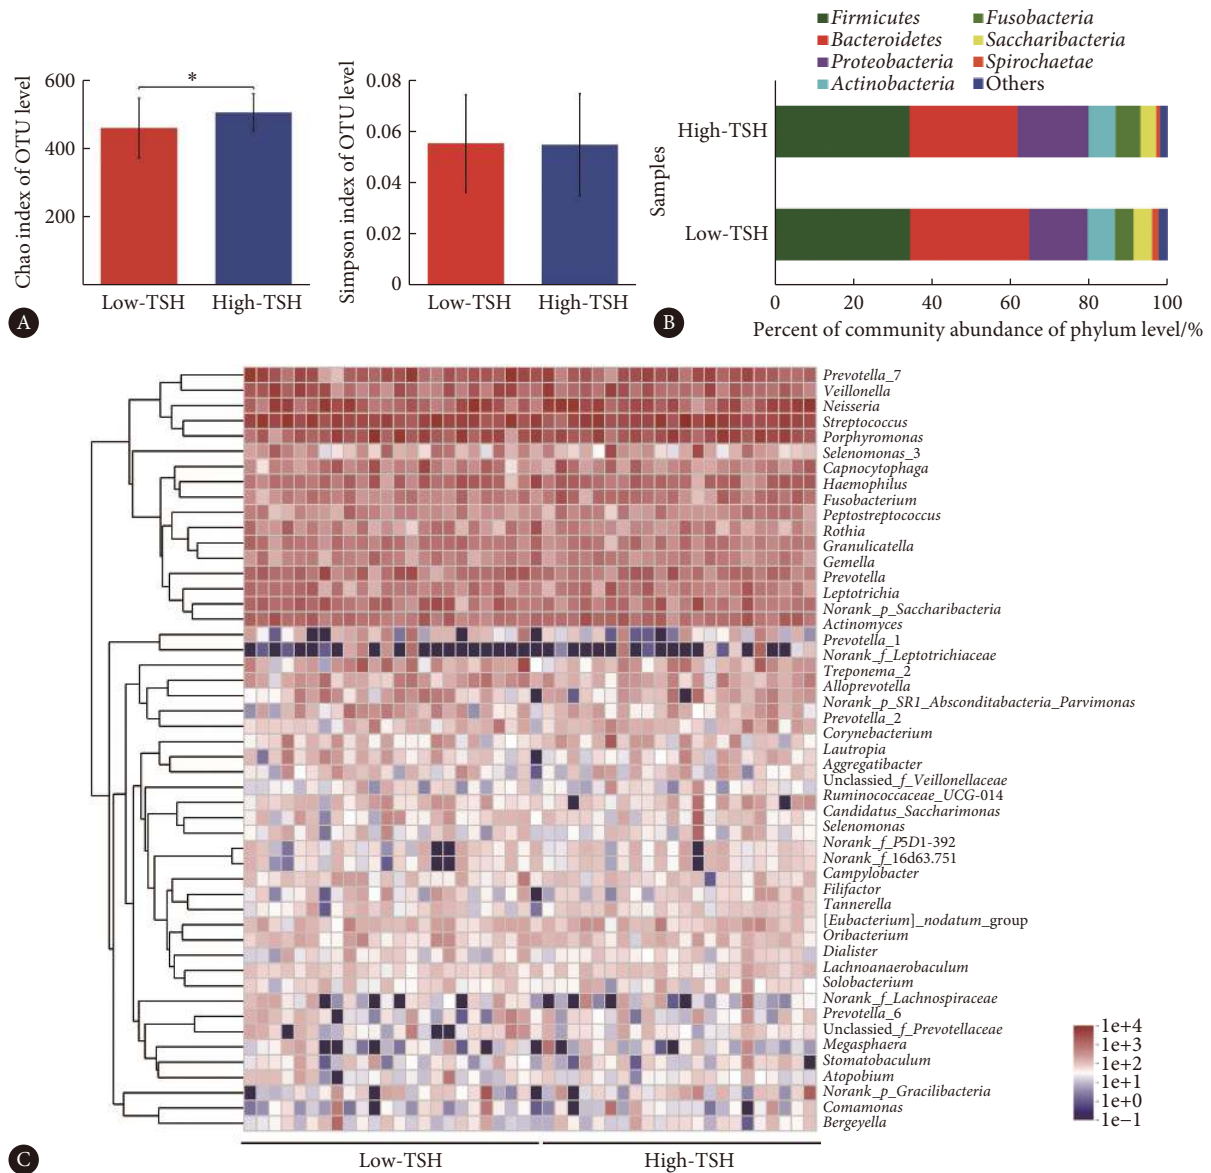 Firmicutes
Fusobacteria
Bacteroidetes
Saccharibacteria
Proteobacteria
Spirochaetae
Actinobacteria
Others
Chao index of OTU level
600
400
200
*
Low-TSH
High-TSH
A
Simpson index of OTU level
0.08
0.06
0.04
0.02
0
Low-TSH
High-TSH
B
Samples
High-TSH
Low-TSH
0 20 40 60 80 100
Percent of community abundance of phylum level/%
Prevotella_7
Veillonella
Neisseria
Streptococcus
Porphyromonas
Selenomonas_3
Capnocytophaga
Haemophilus
Fusobacterium
Peptostreptococcus
Rothia
Granulicatella
Gemella
Prevotella
Leptotrichia
Norank_p_Saccharibacteria
Actinomyces
Prevotella_1
Norank_f_Leptotrichiaceae
Treponema_2
Alloprevotella
Norank_p_SR1_Absconditabacteria_Parvimonas
Prevotella_2
Corynebacterium
Lautropia
Aggregatibacter
Unclassied_f_Veillonellaceae
Ruminococcaceae_UCG-014
Candidatus_Saccharimonas
Selenomonas
Norank_f_P5D1-392
Norank_f_16d63.751
Campylobacter
Filifactor
Tannerella
[Eubacterium]_nodatum_group
Oribacterium
Dialister
Lachnoanaerobaculum
Solobacterium
Norank_f_Lachnospiraceae
Prevotella_6
Unclassied_f_Prevotellaceae
Megasphaera
Stomatobaculum
Atopobium
Norank_p_Gracilibacteria
Comamonas
Bergeyella
1e+4
1e+3
1e+2
1e+1
1e+0
1e−1
C
Low-TSH
High-TSH